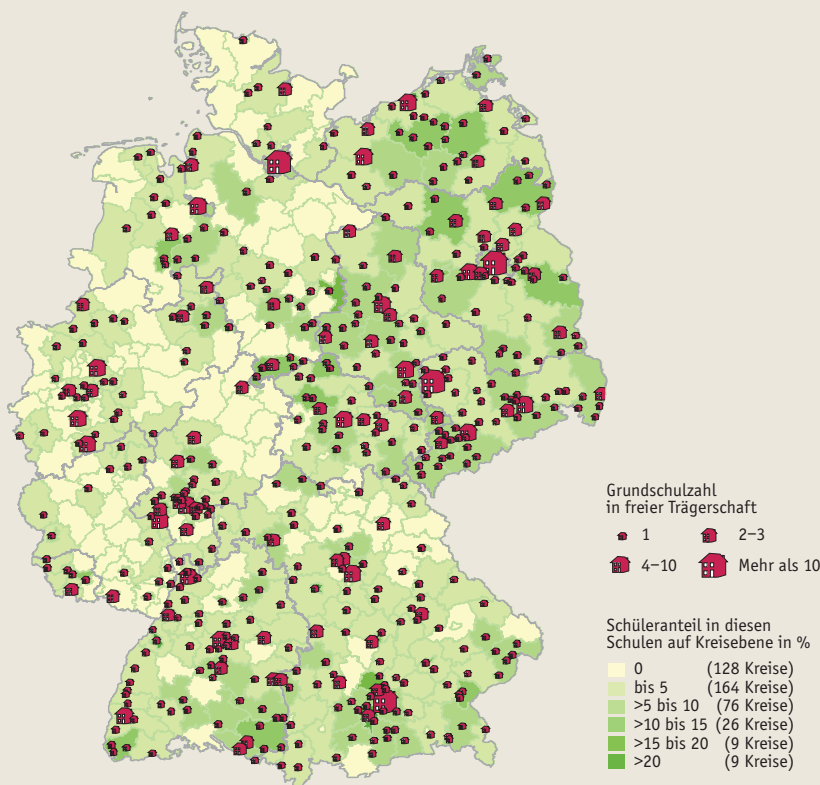 Grundschulzahl
in freier Trägerschaft
1 2–3
4–10 Mehr als 10
Schüleranteil in diesen
Schulen auf Kreisebene in %
0 (128 Kreise)
bis 5 (164 Kreise)
>5 bis 10 (76 Kreise)
>10 bis 15 (26 Kreise)
>15 bis 20 (9 Kreise)
>20 (9 Kreise)